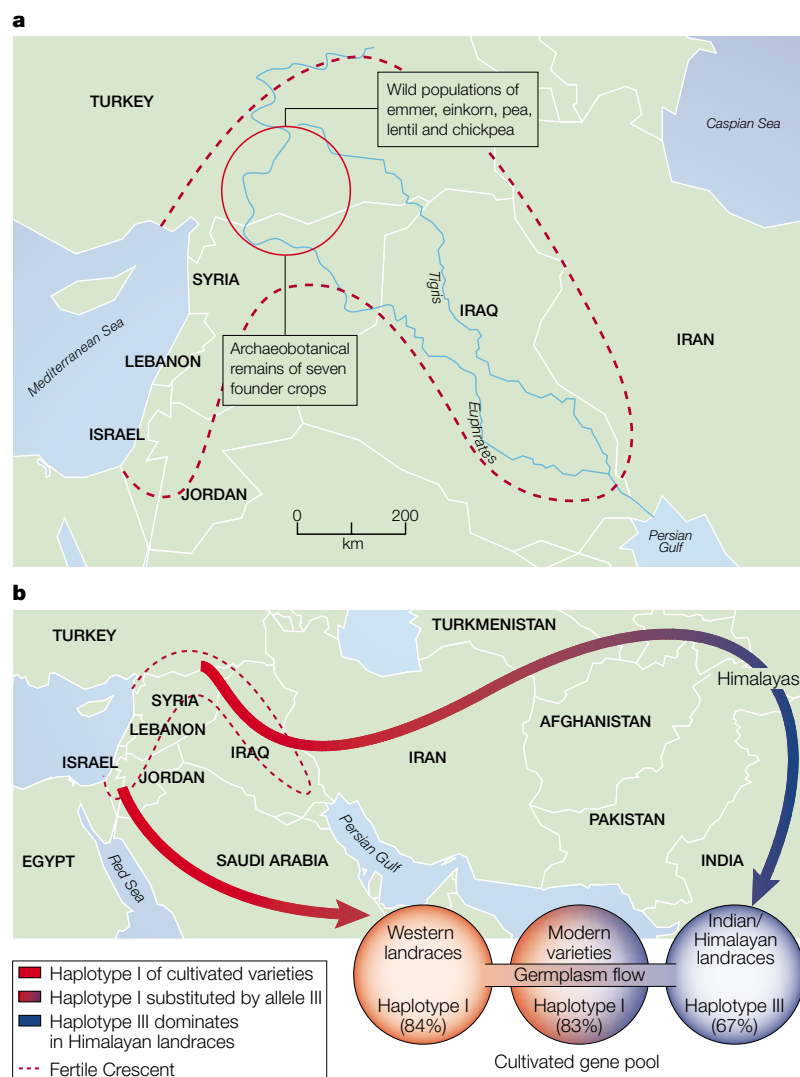 a
TURKEY
Wild populations of
emmer, einkorn, pea,
lentil and chickpea
Caspian Sea
SYRIA
Tigris
IRAQ
IRAN
Mediterranean Sea
LEBANON
Archaeobotanical
remains of seven
founder crops
ISRAEL
Euphrates
JORDAN
0 200
km
Persian
Gulf
b
TURKEY
TURKMENISTAN
Himalayas
SYRIA
AFGHANISTAN
LEBANON
IRAQ
IRAN
ISRAEL
JORDAN
PAKISTAN
Persian Gulf
EGYPT
Red Sea
SAUDI ARABIA
INDIA
Western
landraces
Haplotype I
(84%)
Modern
varieties
Germplasm flow
Haplotype I
(83%)
Indian/
Himalayan
landraces
Haplotype III
(67%)
Cultivated gene pool
Haplotype I of cultivated varieties
Haplotype I substituted by allele III
Haplotype III dominates
in Himalayan landraces
Fertile Crescent